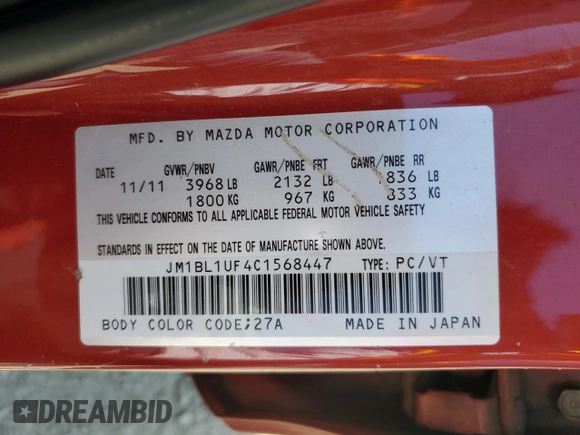 MFD. BY MAZDA MOTOR CORPORATION
DATE GVWR/PNBV GAWR/PNBE FRT GAWR/PNBE RR
11/11 3968 LB 2132 LB 836 LB
1800 KG 967 KG 833 KG
THIS VEHICLE CONFORMS TO ALL APPLICABLE FEDERAL MOTOR VEHICLE SAFETY
STANDARDS IN EFFECT ON THE DATE OF MANUFACTURE SHOWN ABOVE.
JM1BL1UF4C1568447 TYPE: PC/VT
BODY COLOR CODE;27A MADE IN JAPAN
DREAMBID